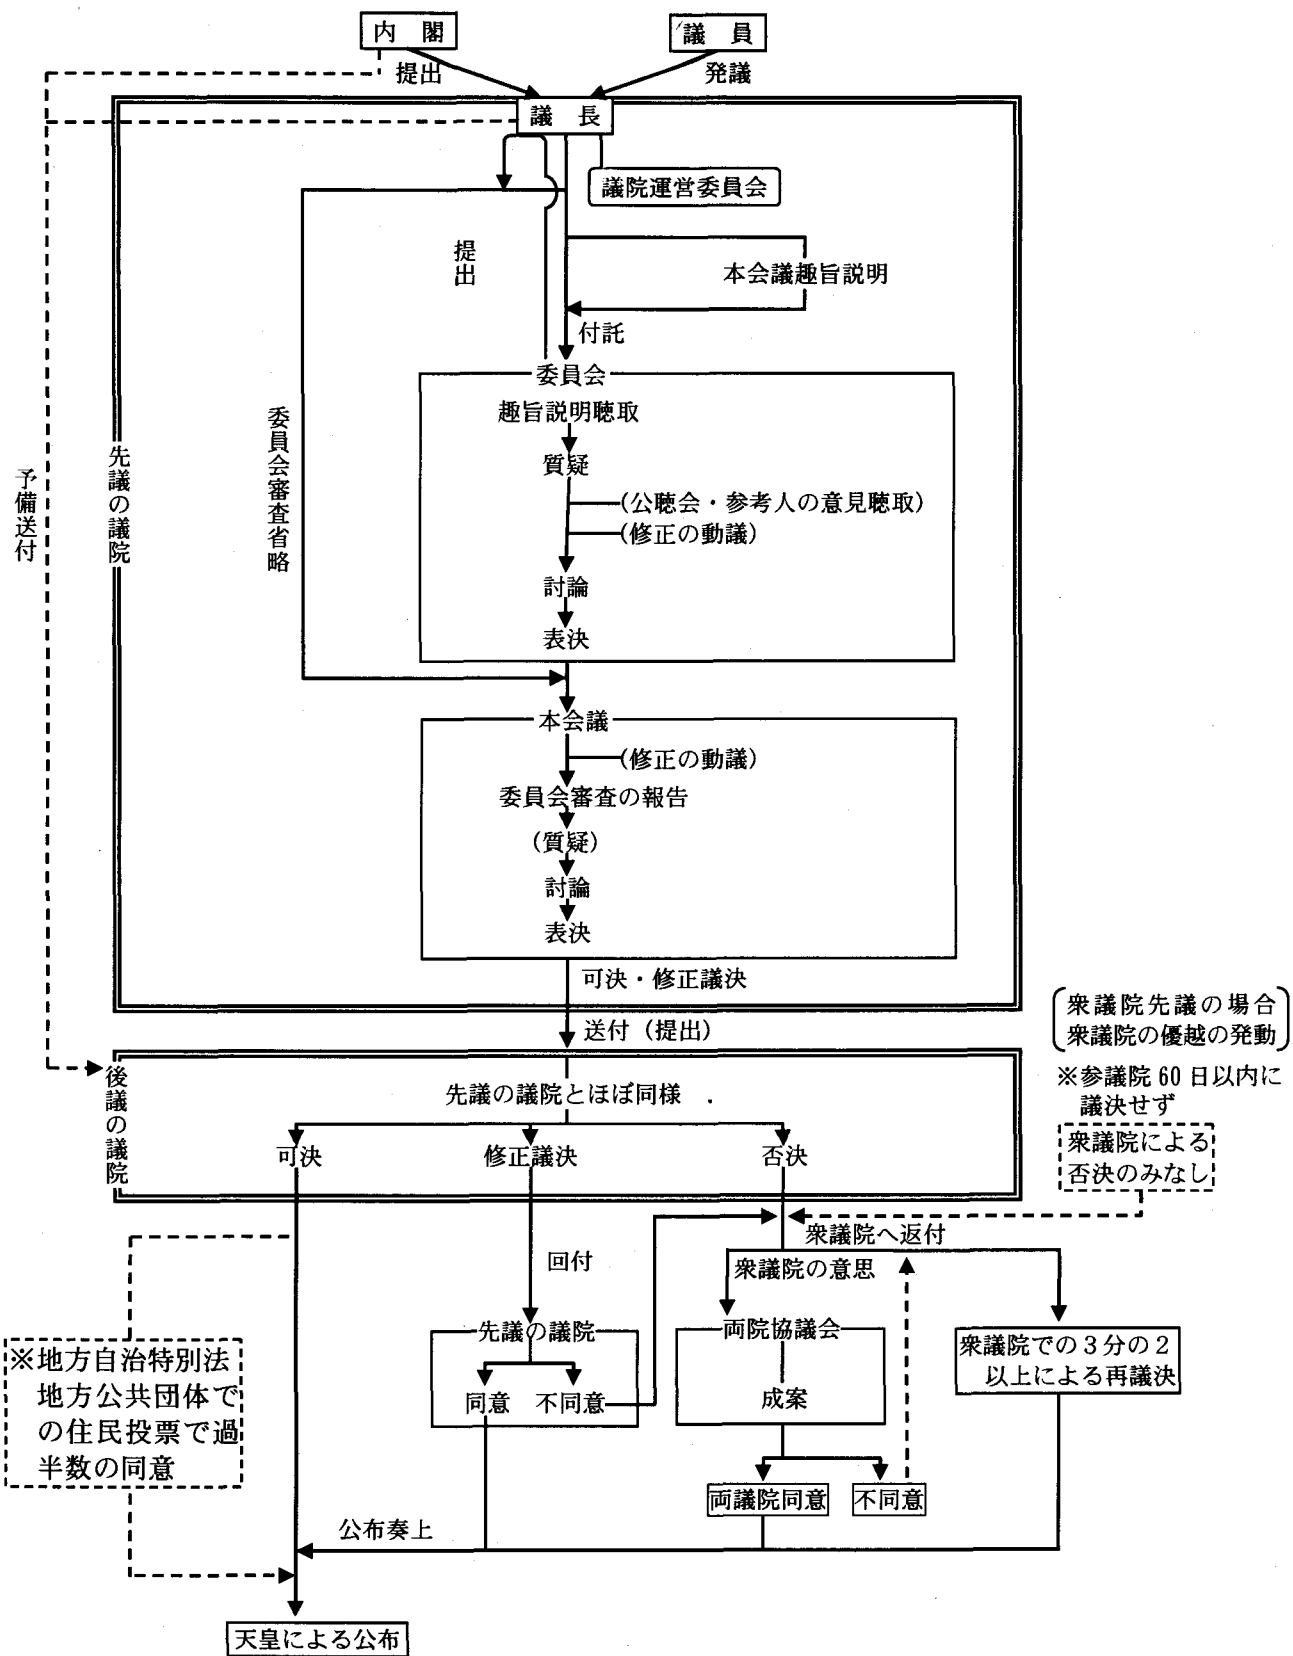 内 閣
議 員
提出
発議
議 長
議院運営委員会
提出
本会議趣旨説明
付託
委員会
趣旨説明聴取
質疑
(公聴会・参考人の意見聴取)
(修正の動議)
討論
表決
委員会審査省略
先議の議院
予備送付
本会議
(修正の動議)
委員会審査の報告
(質疑)
討論
表決
可決・修正議決
送付(提出)
衆議院先議の場合
衆議院の優越の発動
※参議院60日以内に
議決せず
衆議院による
否決のみなし
後議の議院
先議の議院とほぼ同様
可決
修正議決
否決
衆議院へ返付
回付
衆議院の意思
先議の議院
同意
不同意
両院協議会
成案
衆議院での3分の2
以上による再議決
※地方自治特別法
地方公共団体で
の住民投票で過
半数の同意
両議院同意
不同意
公布奏上
天皇による公布